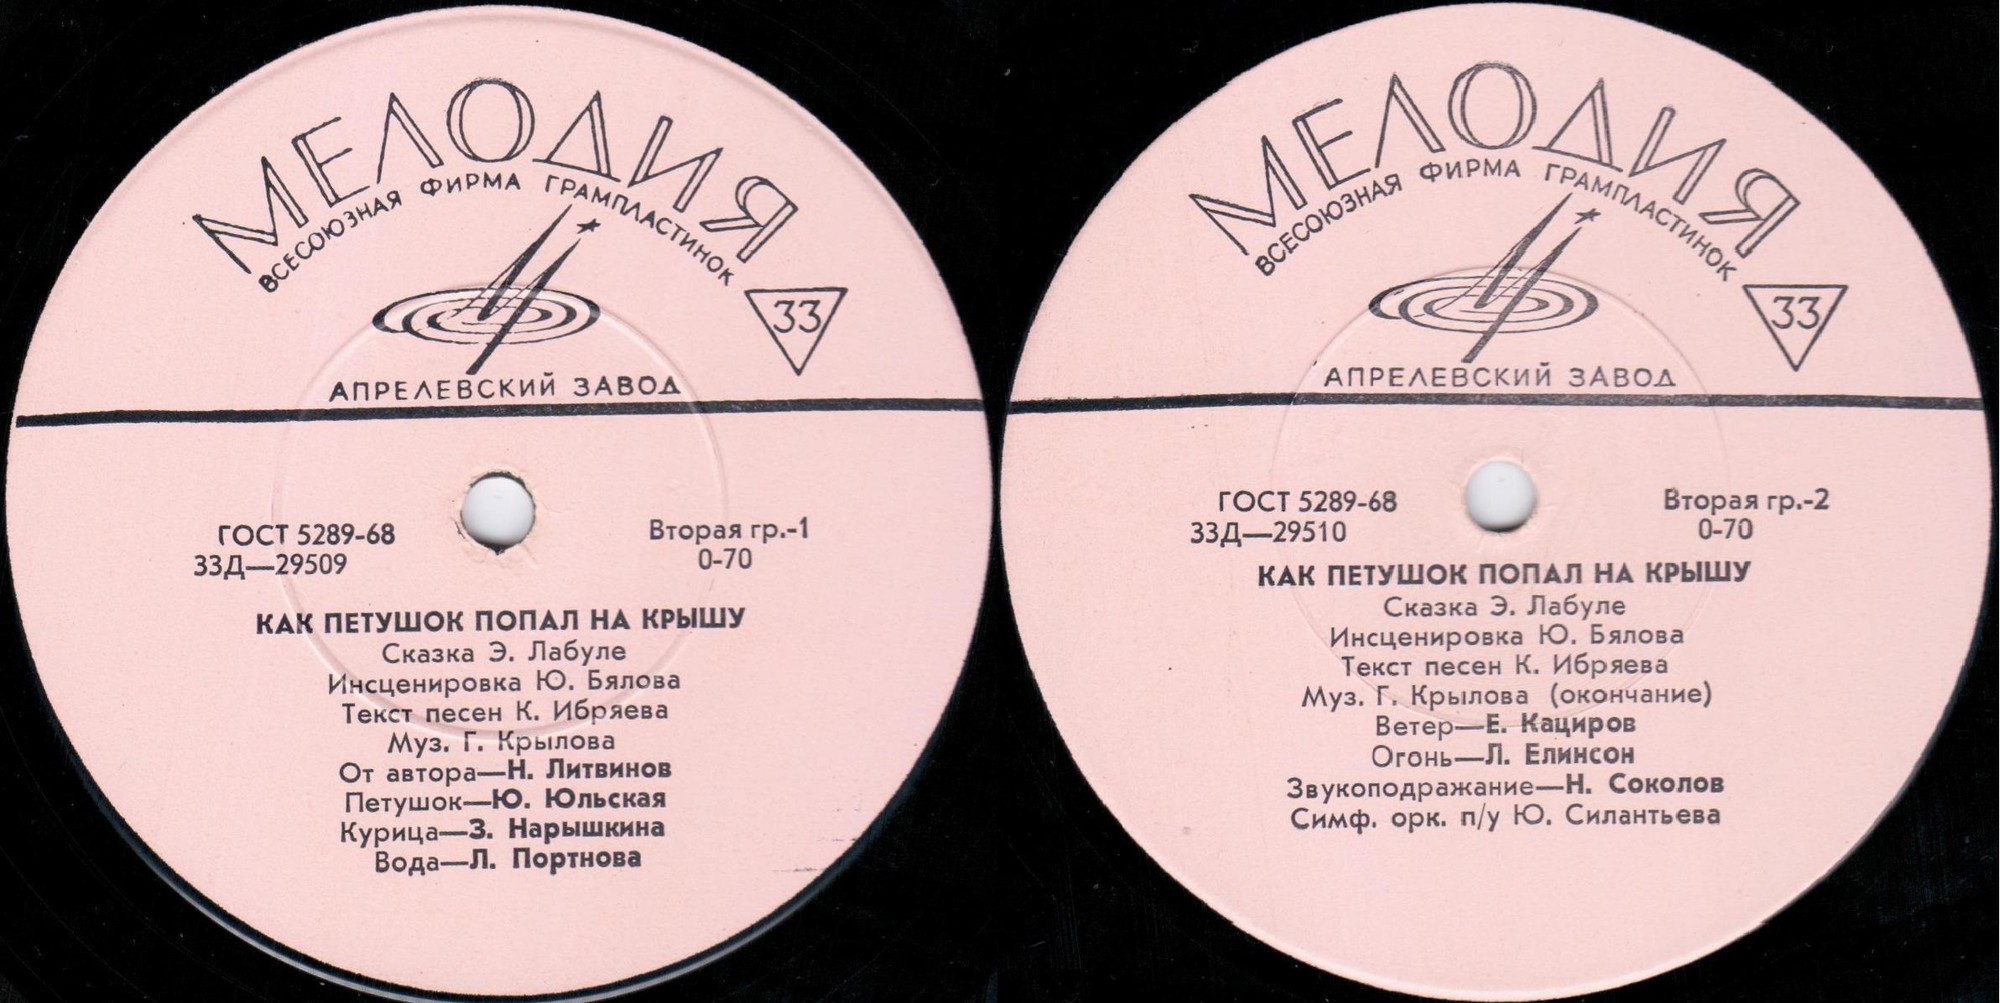 МЕЛОДИЯ
ВСЕСОЮЗНАЯ ФИРМА ГРАМПЛАСТИНОК
33
АПРЕЛЕВСКИЙ ЗАВОД
ГОСТ 5289-68
Вторая гр.-1
33Д—29509
0-70
КАК ПЕТУШОК ПОПАЛ НА КРЫШУ
Сказка Э. Лабуле
Инсценировка Ю. Бялова
Текст песен К. Ибряева
Муз. Г. Крылова
От автора—Н. Литвинов
Петушок—Ю. Юльская
Курица—З. Нарышкина
Вода—Л. Портнова
МЕЛОДИЯ
ВСЕСОЮЗНАЯ ФИРМА ГРАМПЛАСТИНОК
33
АПРЕЛЕВСКИЙ ЗАВОД
ГОСТ 5289-68
Вторая гр.-2
33Д—29510
0-70
КАК ПЕТУШОК ПОПАЛ НА КРЫШУ
Сказка Э. Лабуле
Инсценировка Ю. Бялова
Текст песен К. Ибряева
Муз. Г. Крылова (окончание)
Ветер—Е. Кациров
Огонь—Л. Елинсон
Звукоподражание—Н. Соколов
Симф. орк. п/у Ю. Силантьева